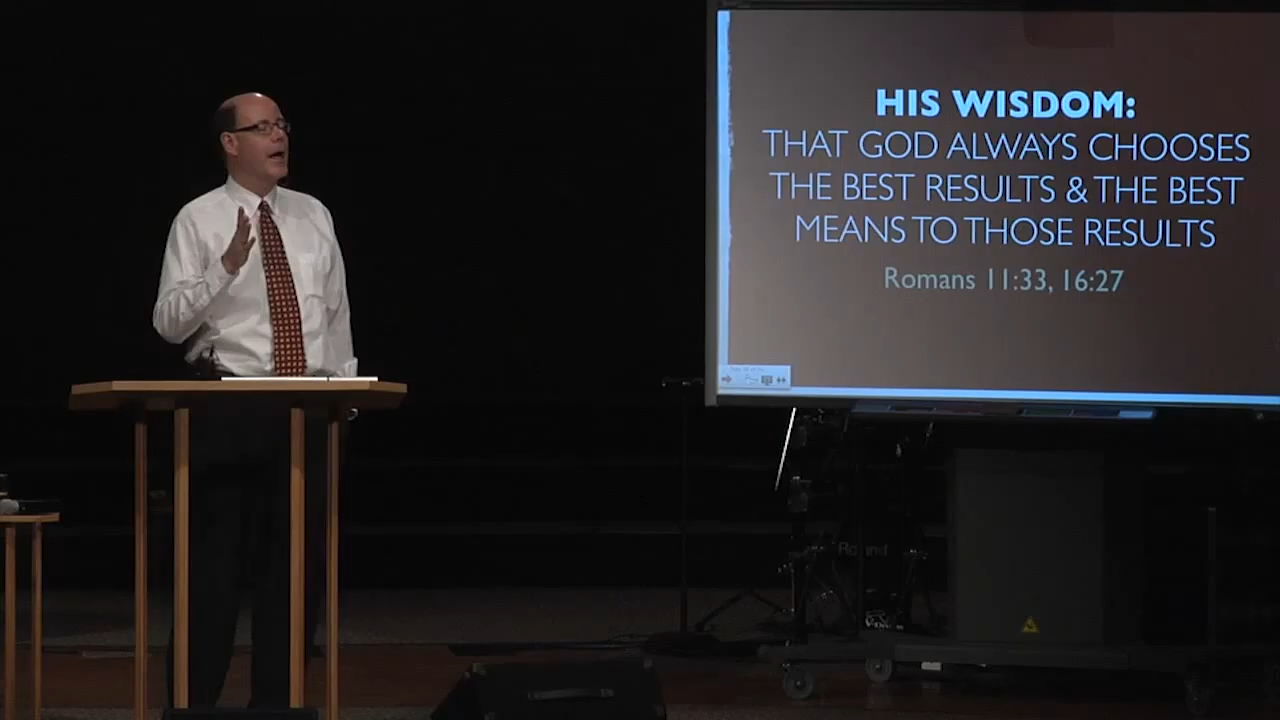 HIS WISDOM:
THAT GOD ALWAYS CHOOSES
THE BEST RESULTS & THE BEST
MEANS TO THOSE RESULTS
Romans 11:33, 16:27
Roland